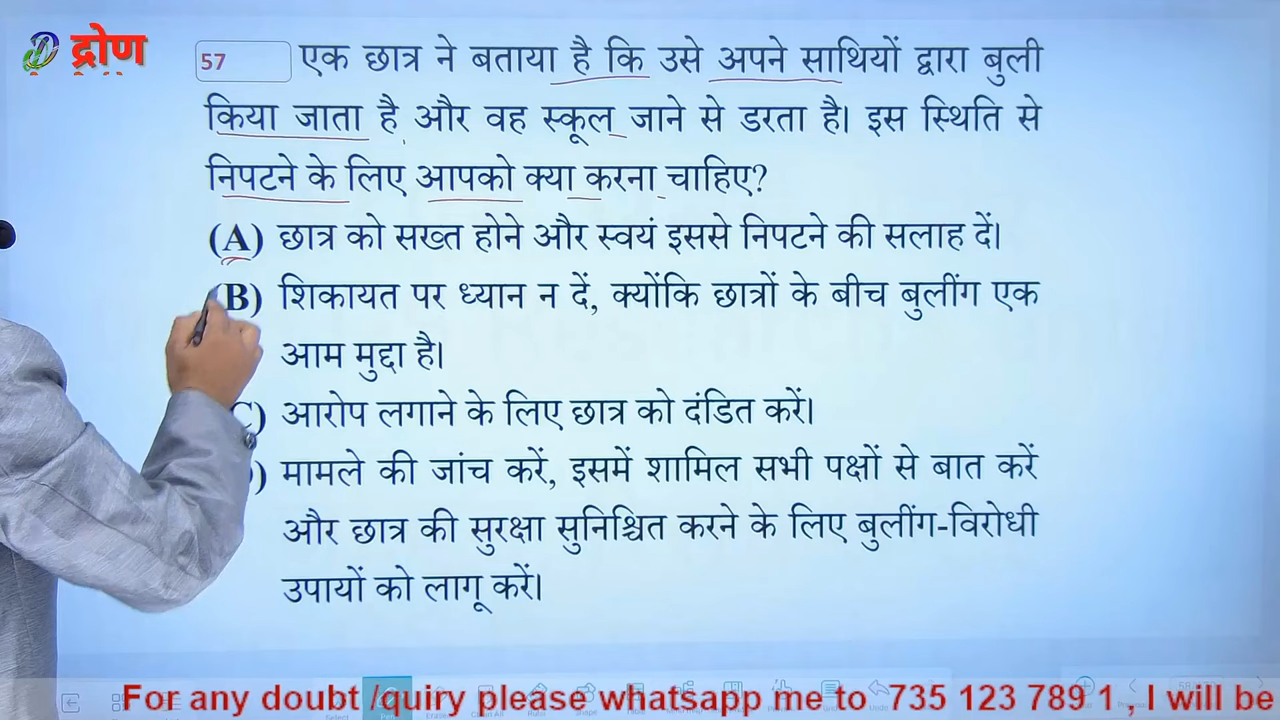 द्रोण
57 एक छात्र ने बताया है कि उसे अपने साथियों द्वारा बुली
किया जाता है और वह स्कूल जाने से डरता है। इस स्थिति से
निपटने के लिए आपको क्या करना चाहिए?
(A) छात्र को सख्त होने और स्वयं इससे निपटने की सलाह दें।
(B) शिकायत पर ध्यान न दें, क्योंकि छात्रों के बीच बुलींग एक
आम मुद्दा है।
C) आरोप लगाने के लिए छात्र को दंडित करें।
) मामले की जांच करें, इसमें शामिल सभी पक्षों से बात करें
और छात्र की सुरक्षा सुनिश्चित करने के लिए बुलींग-विरोधी
उपायों को लागू करें।
For any doubt /quiry please whatsapp me to 735 123 789 1 , I will be